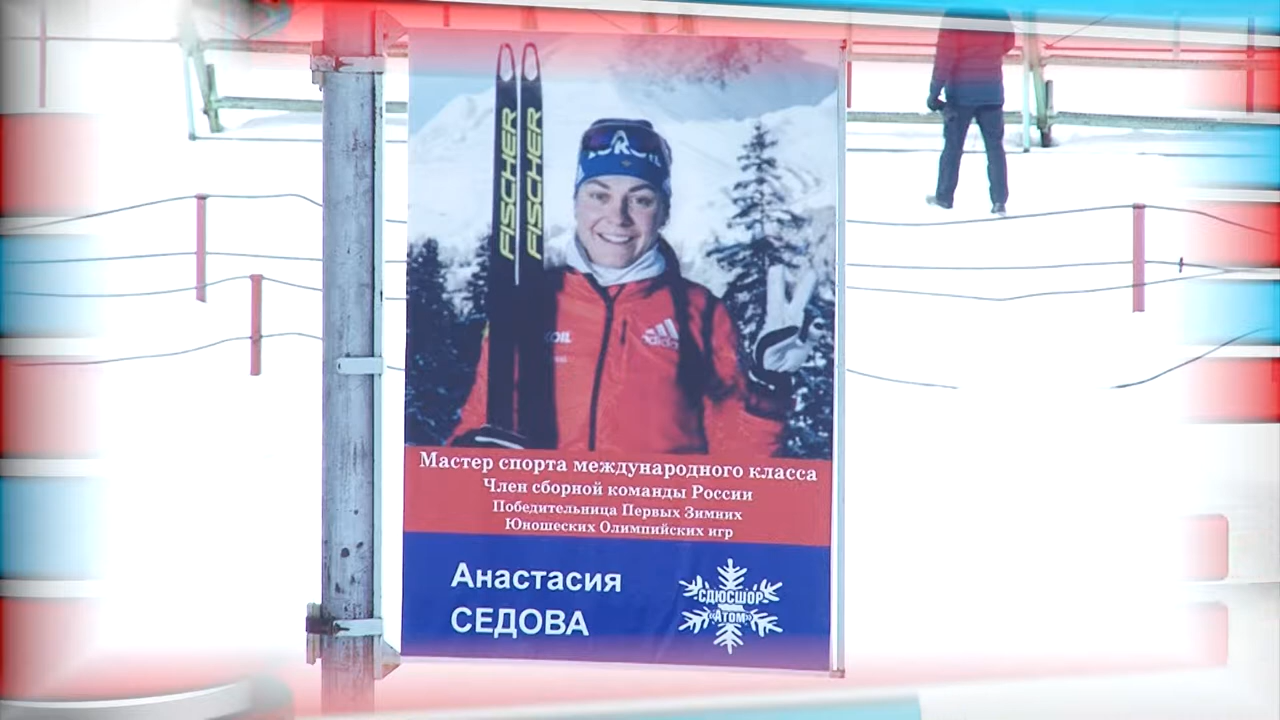 FISCHER
FISCHER
adidas
Мастер спорта международного класса
Член сборной команды России
Победительница Первых Зимних
Юношеских Олимпийских игр
Анастасия
СЕДОВА
СДЮСШОР
«Атом»